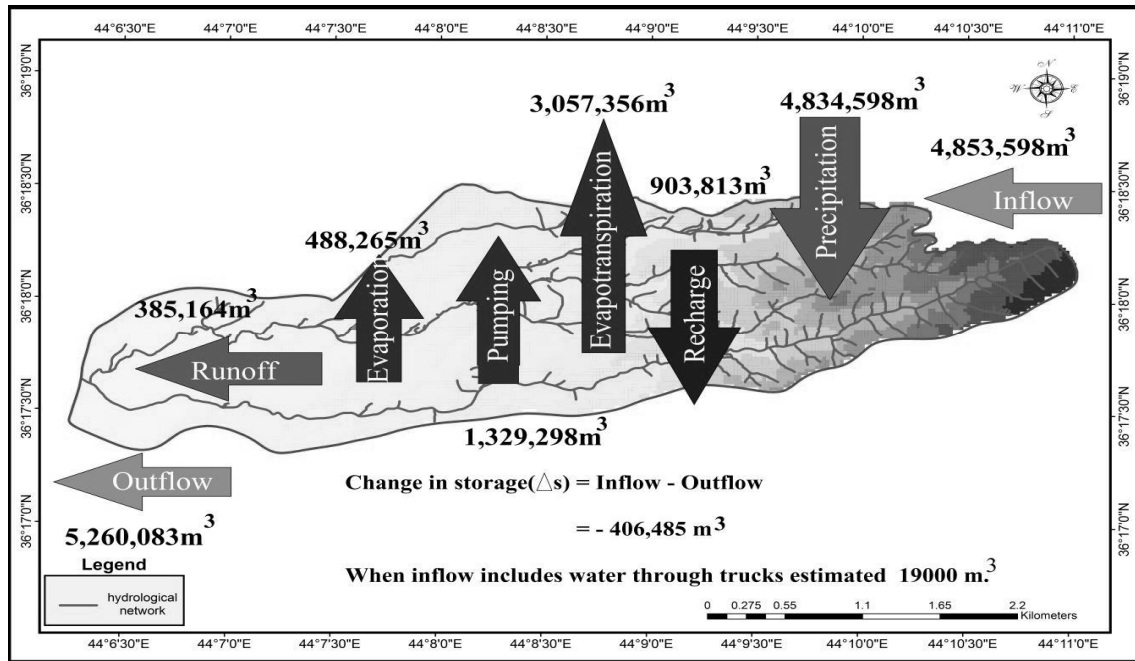 44°6'30"E 44°7'0"E 44°7'30"E 44°8'0"E 44°8'30"E 44°9'0"E 44°9'30"E 44°10'0"E 44°10'30"E 44°11'0"E
36°19'0"N
36°18'30"N
36°18'0"N
36°17'30"N
36°17'0"N
36°19'0"N
36°18'30"N
36°18'0"N
36°17'30"N
36°17'0"N
N
W E
S
3,057,356m³
4,834,598m³
4,853,598m³
Inflow
903,813m³
Precipitation
Evapotranspiration
488,265m³
385,164m³
Evaporation
Pumping
Recharge
Runoff
1,329,298m³
Outflow
5,260,083m³
Change in storage(△s) = Inflow - Outflow
= - 406,485 m³
When inflow includes water through trucks estimated 19000 m.³
Legend
hydrological
network
0 0.275 0.55 1.1 1.65 2.2
Kilometers
44°6'30"E 44°7'0"E 44°7'30"E 44°8'0"E 44°8'30"E 44°9'0"E 44°9'30"E 44°10'0"E 44°10'30"E 44°11'0"E